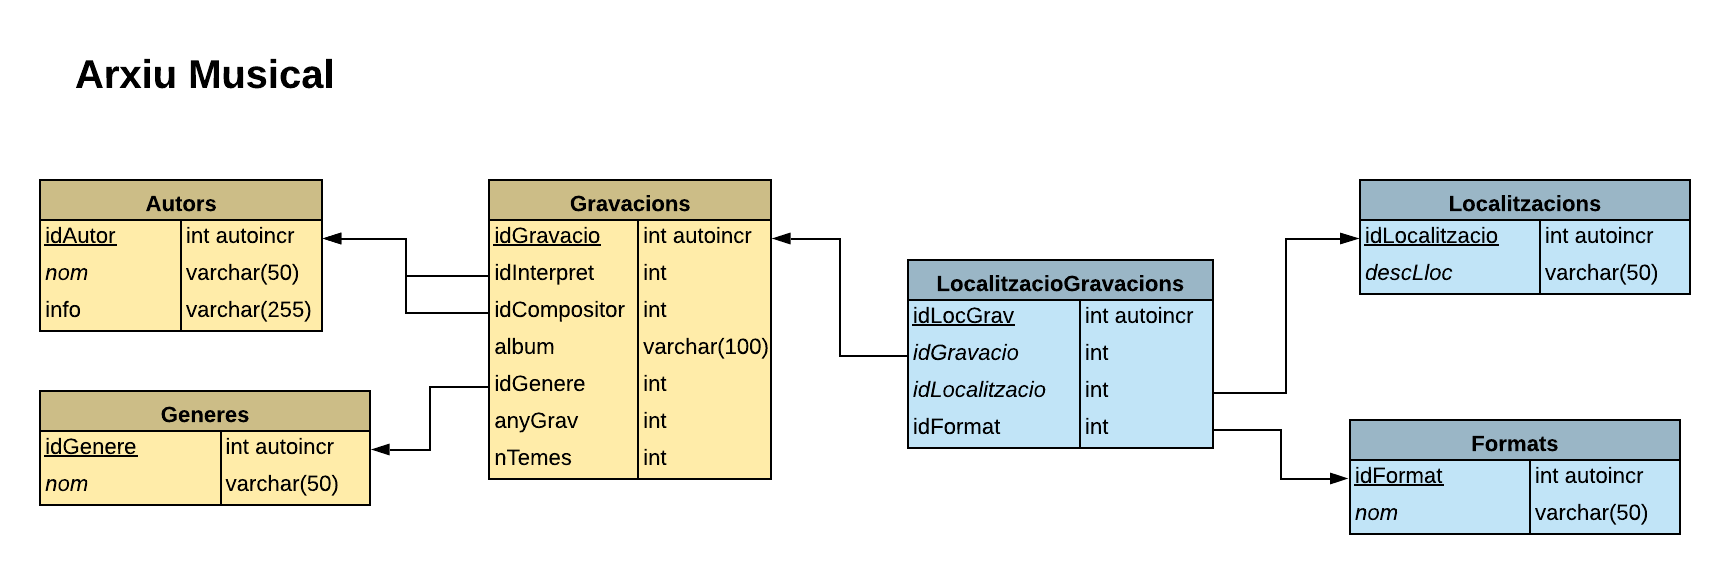 Arxiu Musical
Autors
idAutor int autoincr
nom varchar(50)
info varchar(255)
Generes
idGenere int autoincr
nom varchar(50)
Gravacions
idGravacio int autoincr
idInterpret int
idCompositor int
album varchar(100)
idGenere int
anyGrav int
nTemes int
LocalitzacioGravacions
idLocGrav int autoincr
idGravacio int
idLocalitzacio int
idFormat int
Localitzacions
idLocalitzacio int autoincr
descLloc varchar(50)
Formats
idFormat int autoincr
nom varchar(50)